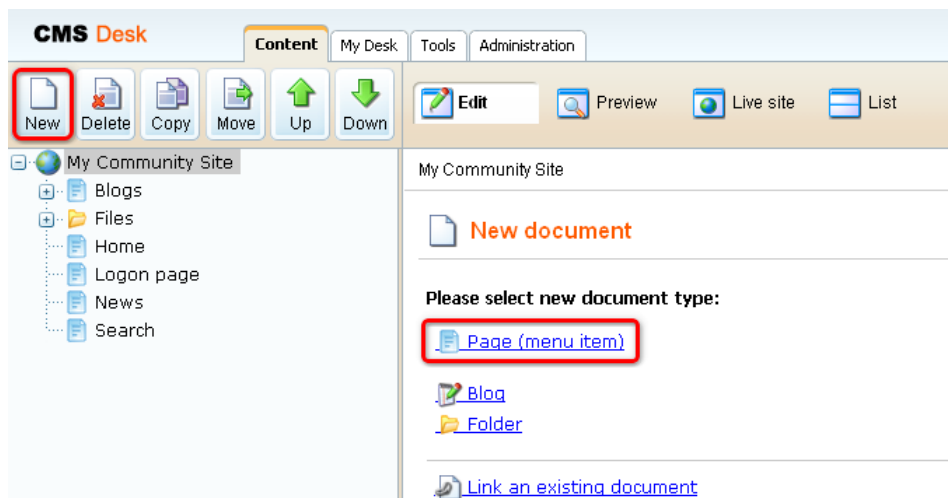 CMS Desk
Content My Desk Tools Administration
New Delete Copy Move Up Down
Edit Preview Live site List
My Community Site
Blogs
Files
Home
Logon page
News
Search
My Community Site
New document
Please select new document type:
Page (menu item)
Blog
Folder
Link an existing document